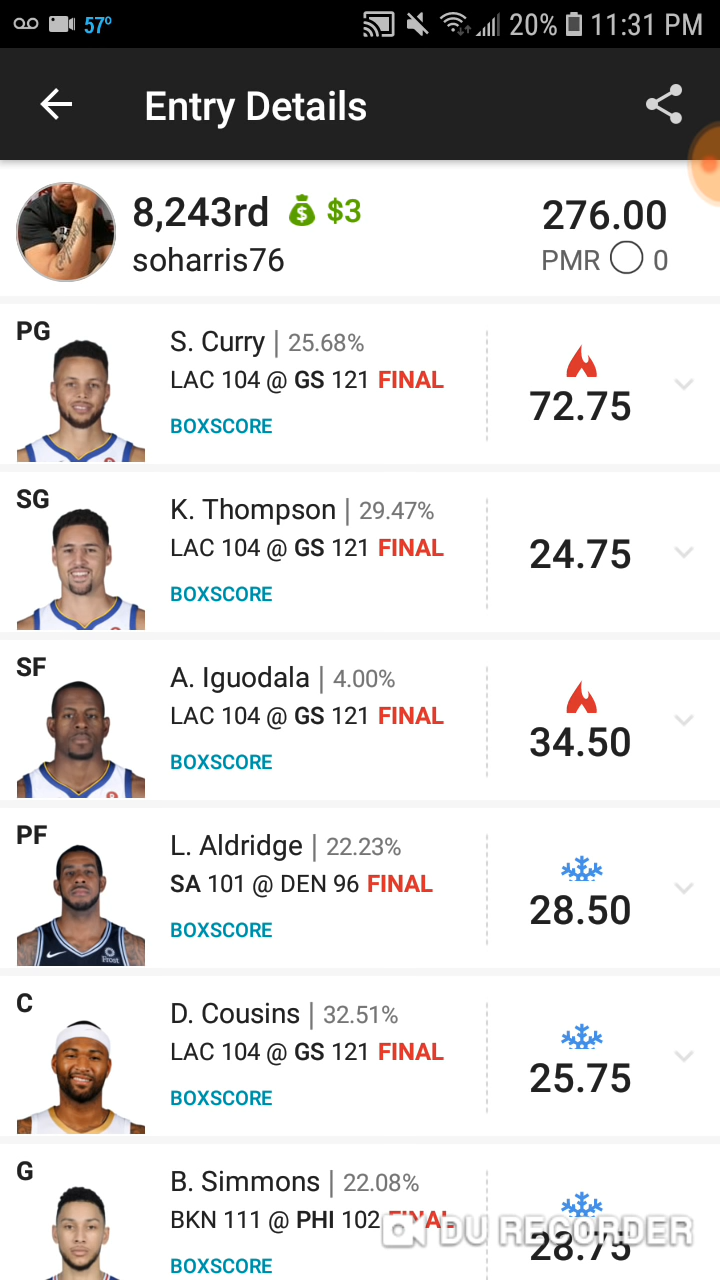 57° 20% 11:31 PM
Entry Details
8,243rd $3 276.00
soharris76 PMR 0
PG
S. Curry | 25.68%
LAC 104 @ GS 121 FINAL
72.75
BOXSCORE
SG
K. Thompson | 29.47%
LAC 104 @ GS 121 FINAL
24.75
BOXSCORE
SF
A. Iguodala | 4.00%
LAC 104 @ GS 121 FINAL
34.50
BOXSCORE
PF
L. Aldridge | 22.23%
SA 101 @ DEN 96 FINAL
28.50
BOXSCORE
C
D. Cousins | 32.51%
LAC 104 @ GS 121 FINAL
25.75
BOXSCORE
G
B. Simmons | 22.08%
BKN 111 @ PHI 102 FINAL
DU RECORDER
28.75
BOXSCORE